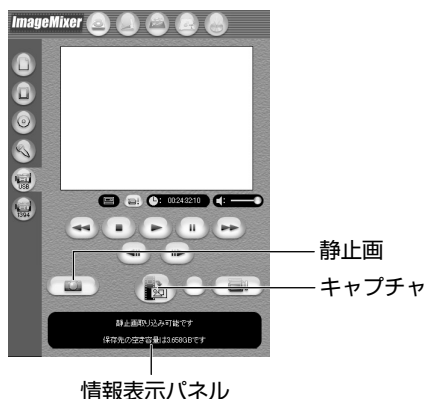 ImageMixer
USB
1394
00:24:32:10
静止画
キャプチャ
静止画取り込み可能です
保存先の空き容量は3.650GBです
情報表示パネル